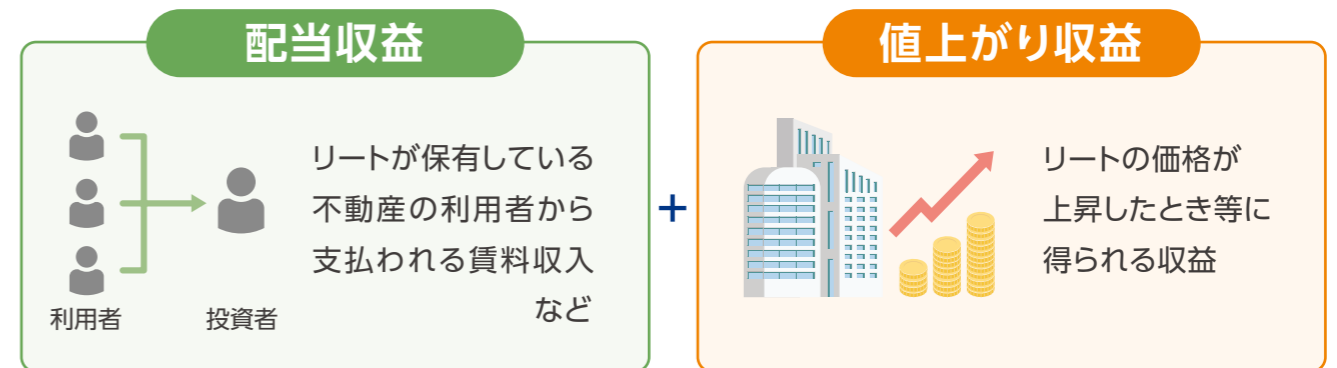 配当収益
リートが保有している
不動産の利用者から
支払われる賃料収入
など
利用者
投資者
+
値上がり収益
リートの価格が
上昇したとき等に
得られる収益